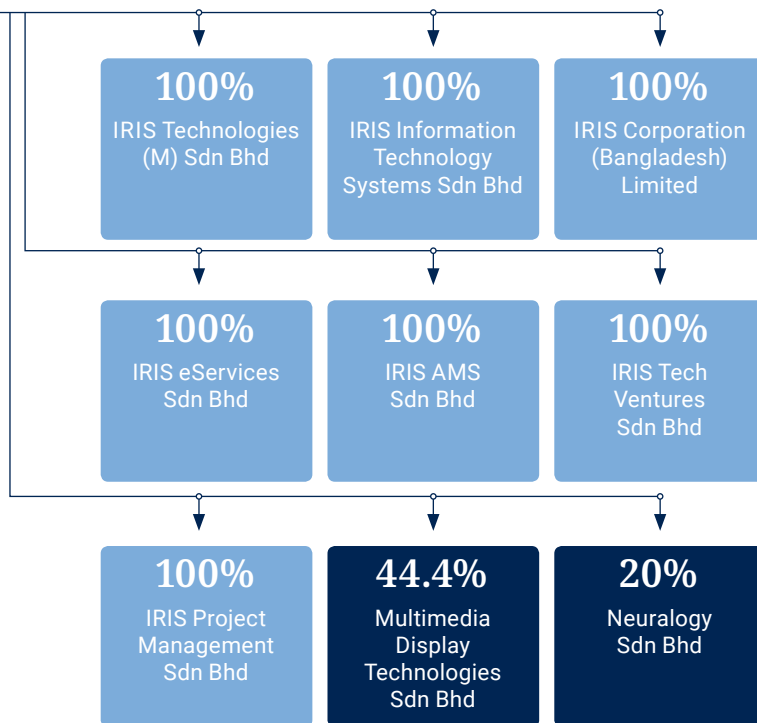 100%
IRIS Technologies
(M) Sdn Bhd
100%
IRIS Information
Technology
Systems Sdn Bhd
100%
IRIS Corporation
(Bangladesh)
Limited
100%
IRIS eServices
Sdn Bhd
100%
IRIS AMS
Sdn Bhd
100%
IRIS Tech
Ventures
Sdn Bhd
100%
IRIS Project
Management
Sdn Bhd
44.4%
Multimedia
Display
Technologies
Sdn Bhd
20%
Neuralogy
Sdn Bhd